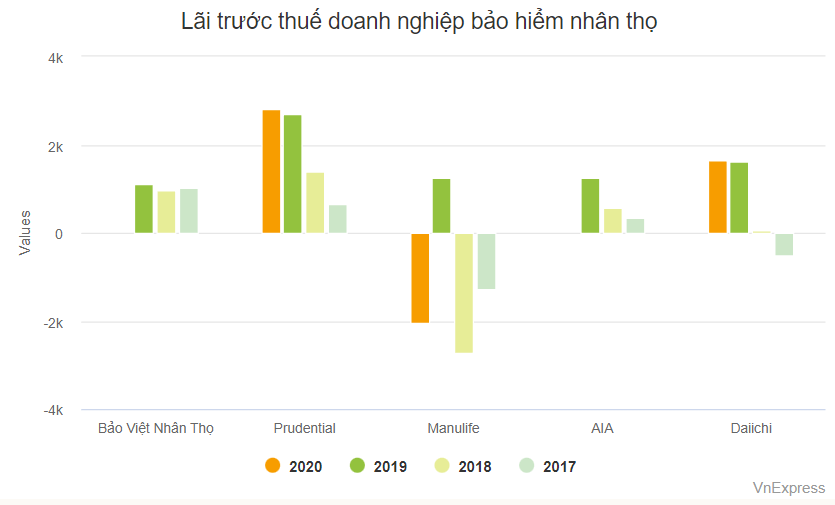 Lãi trước thuế doanh nghiệp bảo hiểm nhân thọ
4k
2k
0
-2k
-4k
Values
Bảo Việt Nhân Thọ Prudential Manulife AIA Daiichi
2020 2019 2018 2017
VnExpress